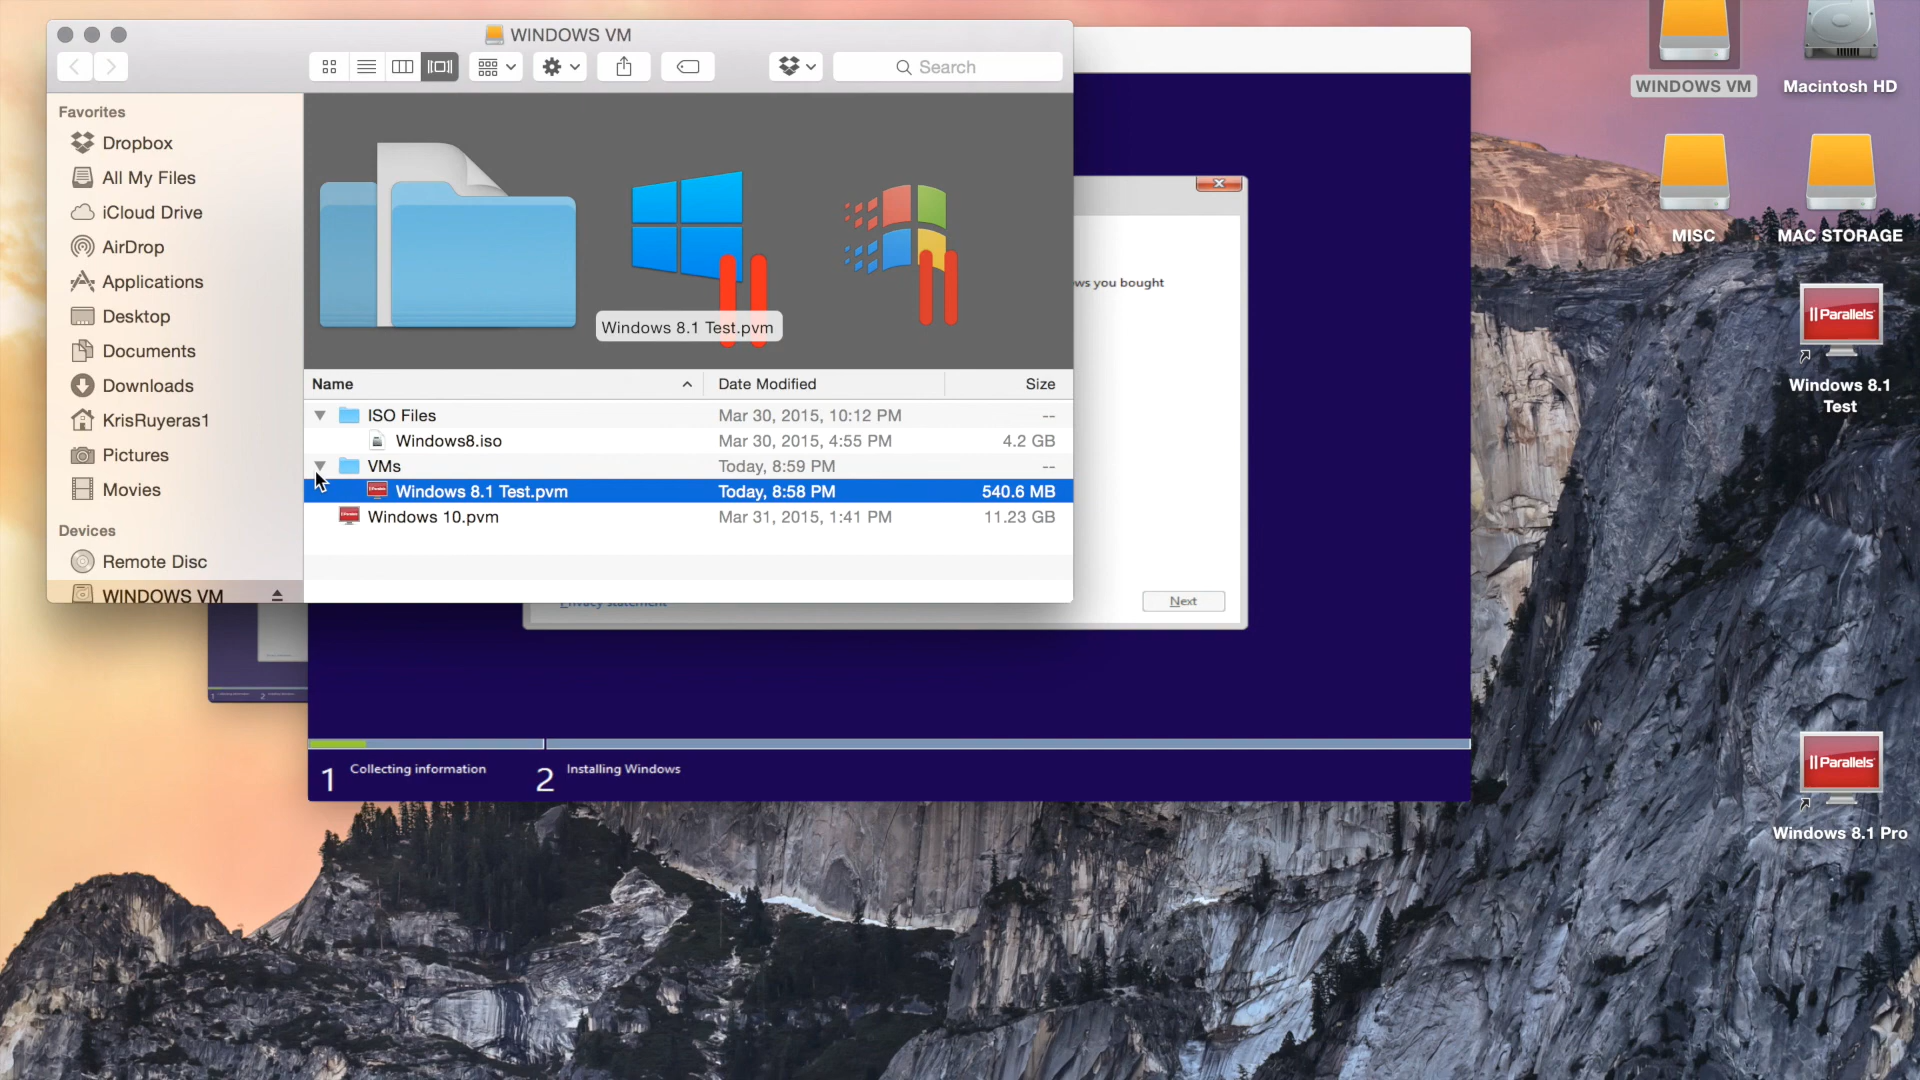 WINDOWS VM
Search
Favorites
Dropbox
All My Files
iCloud Drive
AirDrop
Applications
Desktop
Documents
Downloads
KrisRuyeras1
Pictures
Movies
Devices
Remote Disc
WINDOWS VM
Windows 8.1 Test.pvm
Name Date Modified Size
ISO Files Mar 30, 2015, 10:12 PM --
Windows8.iso Mar 30, 2015, 4:55 PM 4.2 GB
VMs Today, 8:59 PM --
Windows 8.1 Test.pvm Today, 8:58 PM 540.6 MB
Windows 10.pvm Mar 31, 2015, 1:41 PM 11.23 GB
ws you bought
Privacy statement
Next
1 Collecting information 2 Installing Windows
WINDOWS VM
Macintosh HD
MISC
MAC STORAGE
Parallels
Windows 8.1
Test
Parallels
Windows 8.1 Pro